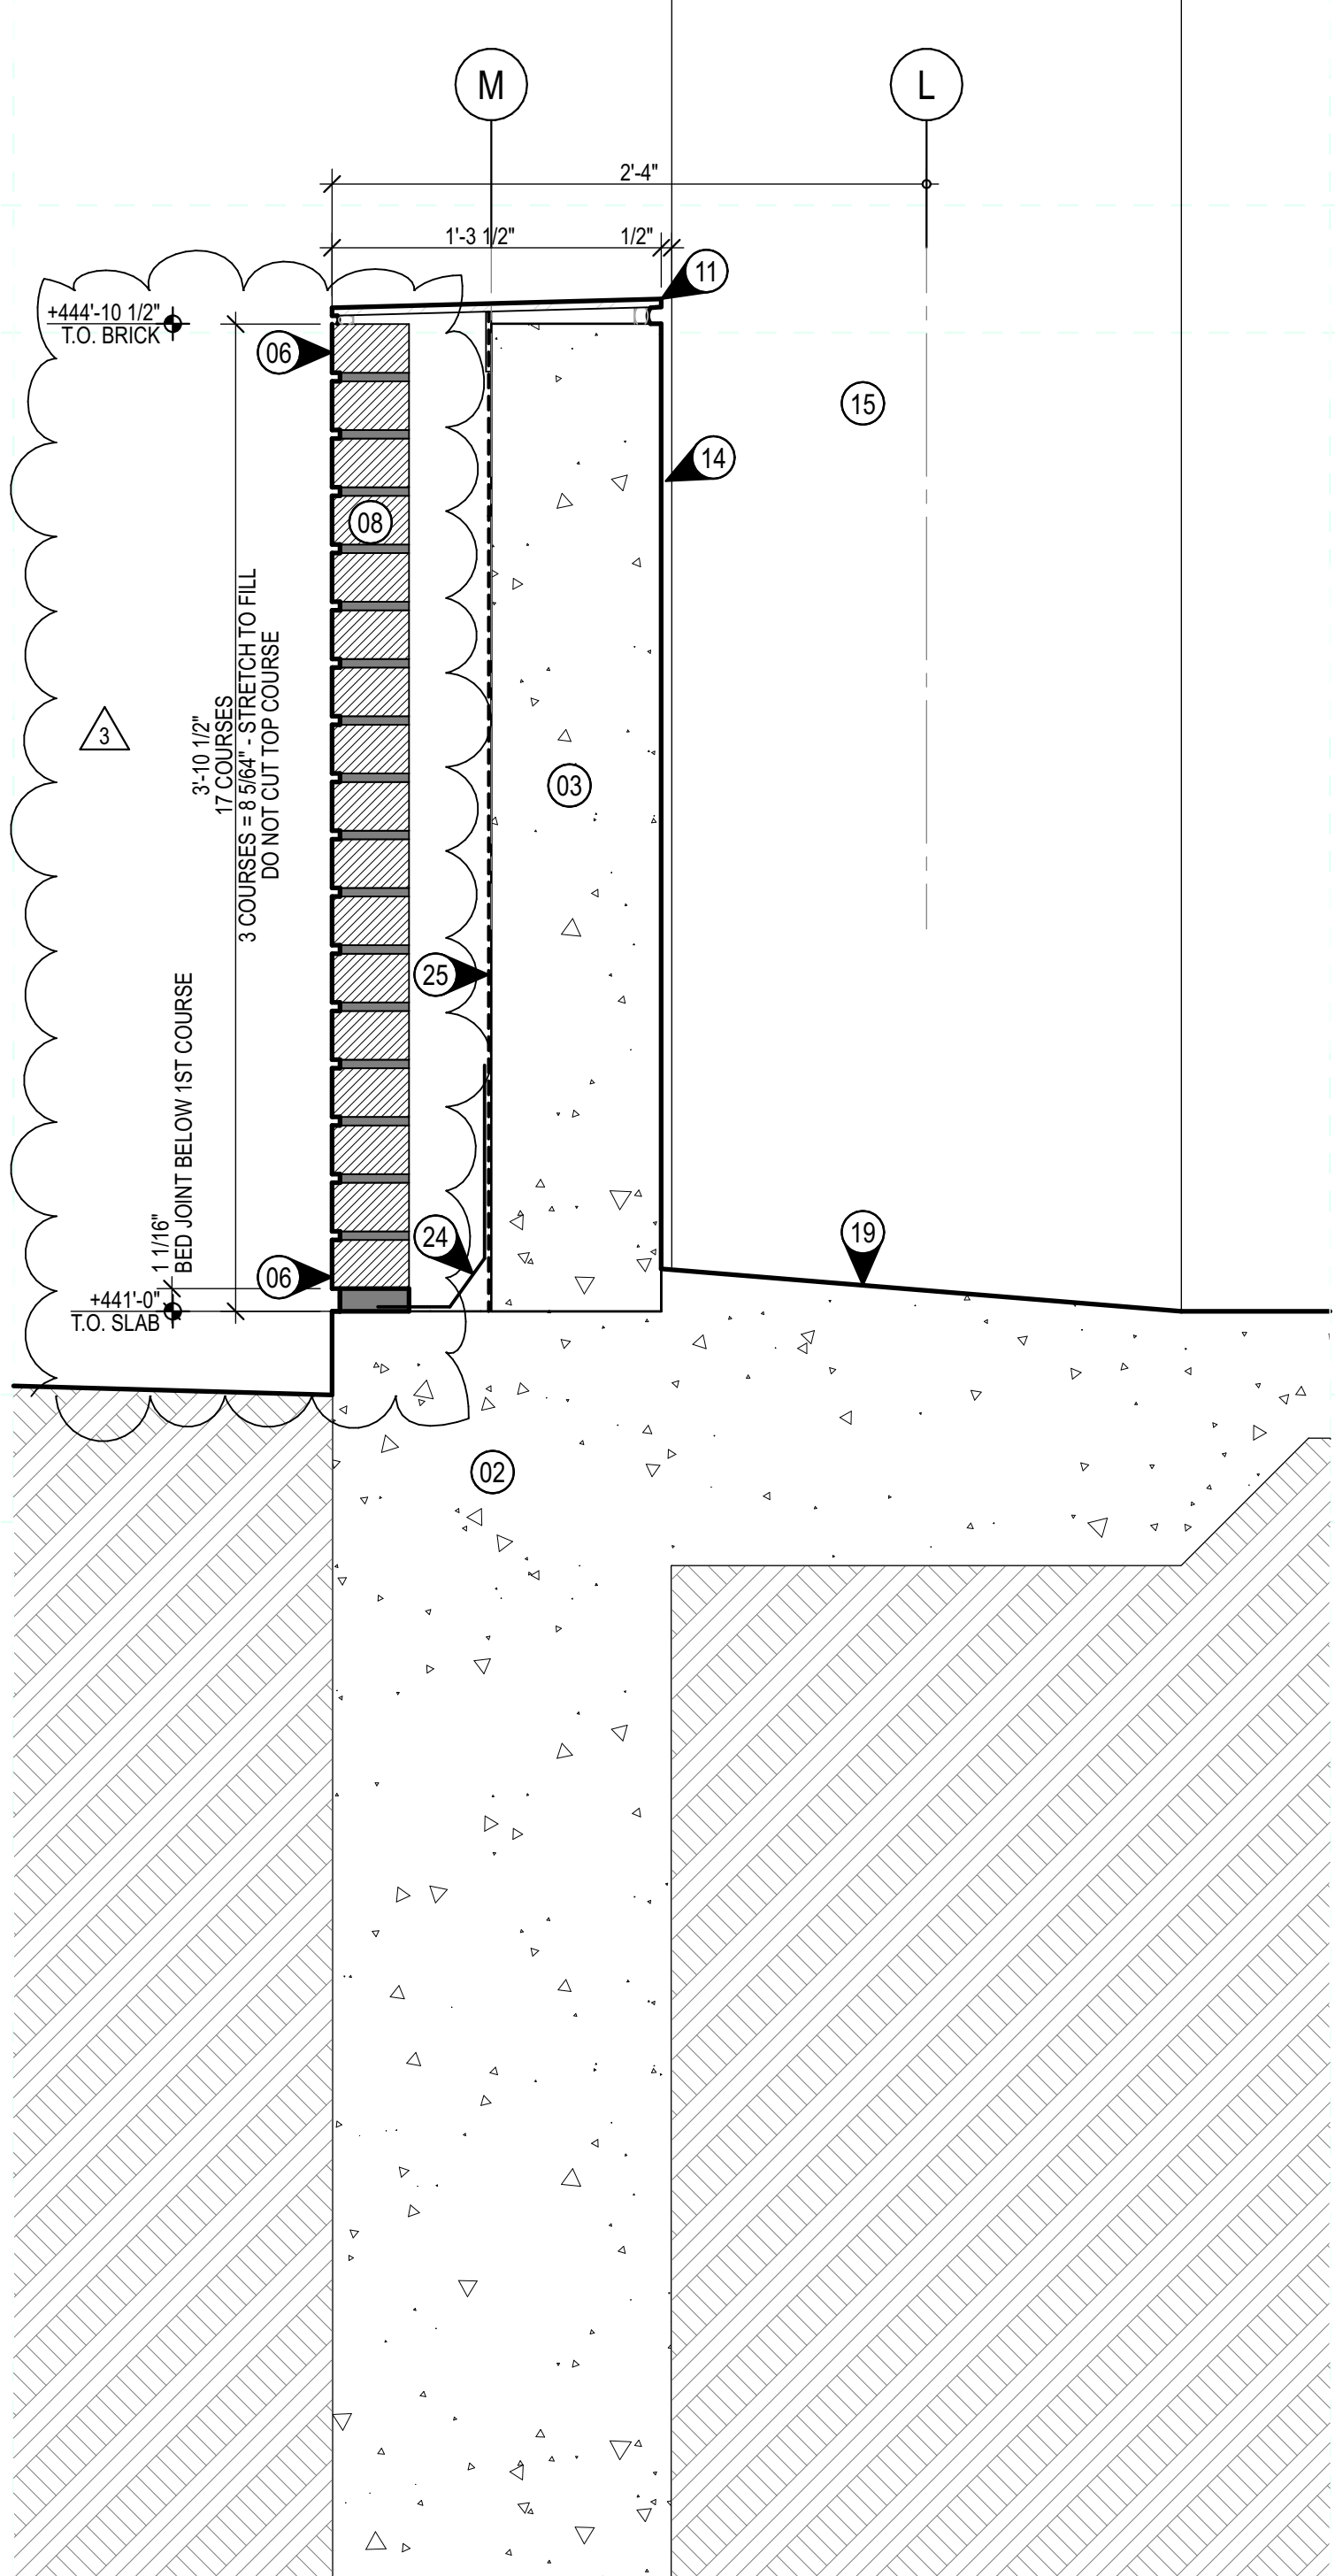 M
L
2'-4"
1'-3 1/2"
1/2"
11
+444'-10 1/2"
T.O. BRICK
06
15
14
08
3'-10 1/2"
17 COURSES
3 COURSES = 8 5/64" - STRETCH TO FILL
DO NOT CUT TOP COURSE
3
03
25
1 1/16"
BED JOINT BELOW 1ST COURSE
24
19
06
+441'-0"
T.O. SLAB
02